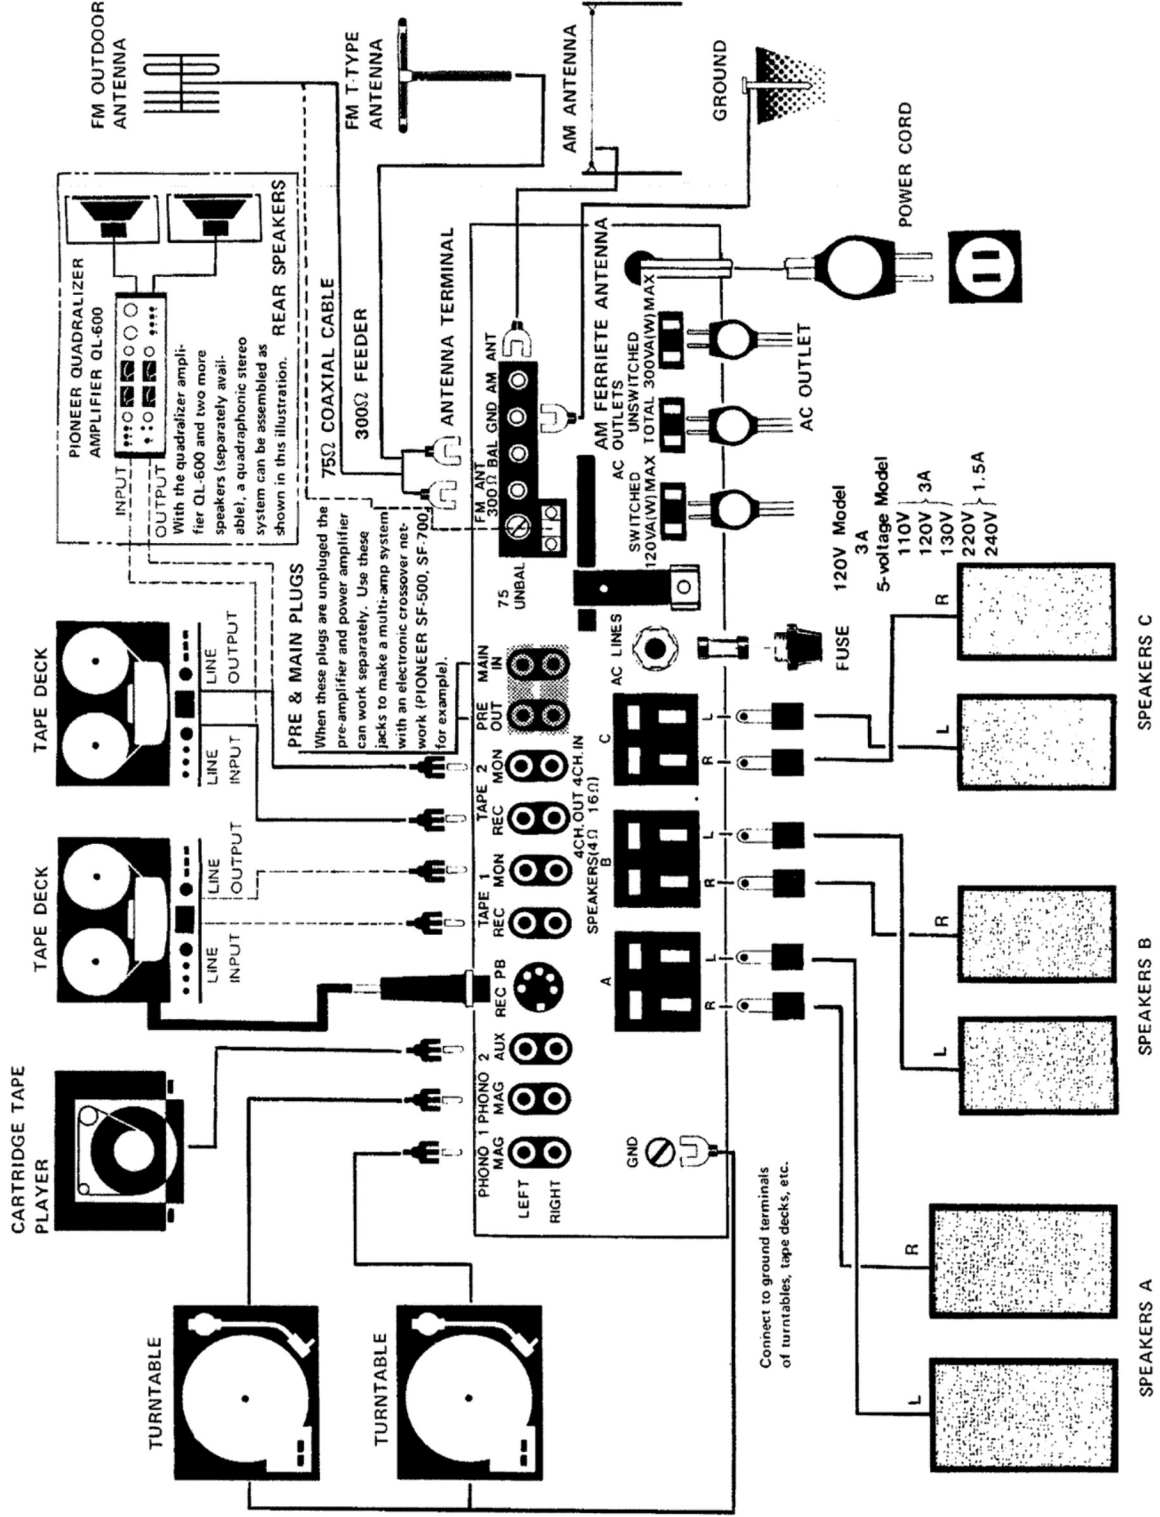 FM OUTDOOR
ANTENNA
FM T-TYPE
ANTENNA
AM ANTENNA
GROUND
POWER CORD
PIONEER QUADRALIZER
AMPLIFIER QL-600
INPUT
OUTPUT
REAR SPEAKERS
With the quadralizer ampli-
fier QL-600 and two more
speakers (separately avail-
able), a quadraphonic stereo
system can be assembled as
shown in this illustration.
75Ω COAXIAL CABLE
300Ω FEEDER
ANTENNA TERMINAL
TAPE DECK
LINE
INPUT
LINE
OUTPUT
TAPE DECK
LINE
INPUT
LINE
OUTPUT
PRE & MAIN PLUGS
When these plugs are unplugged the
pre-amplifier and power amplifier
can work separately. Use these
jacks to make a multi-amp system
with an electronic crossover net-
work (PIONEER SF-500, SF-700,
for example).
CARTRIDGE TAPE
PLAYER
TURNTABLE
TURNTABLE
PHONO 1
MAG
PHONO 2
MAG
AUX
REC PB
TAPE 1
REC
MON
TAPE 2
REC
MON
PRE
OUT
MAIN
IN
4CH.OUT 4CH.IN
LEFT
RIGHT
FM ANT
300Ω BAL
GND
AM ANT
75
UNBAL
AM FERRIETE ANTENNA
AC OUTLETS
SWITCHED
120VA(W)MAX
UNSWITCHED
TOTAL 300VA(W)MAX
AC OUTLET
SPEAKERS(4Ω 16Ω)
A
B
C
R
L
R
L
R
L
AC LINES
FUSE
120V Model
3A
5-voltage Model
110V
120V
130V
3A
220V
240V
1.5A
GND
Connect to ground terminals
of turntables, tape decks, etc.
L
R
SPEAKERS A
L
R
SPEAKERS B
L
R
SPEAKERS C